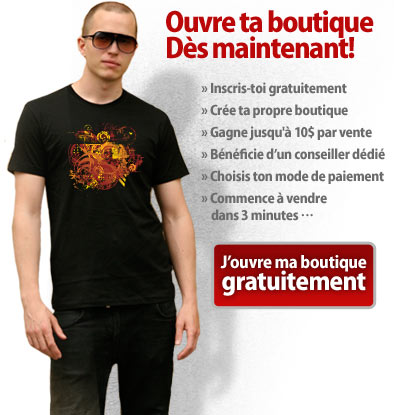 Ouvre ta boutique
Dès maintenant!
» Inscris-toi gratuitement
» Crée ta propre boutique
» Gagne jusqu'à 10$ par vente
» Bénéficie d'un conseiller dédié
» Choisis ton mode de paiement
» Commence à vendre
dans 3 minutes ···
J'ouvre ma boutique
gratuitement